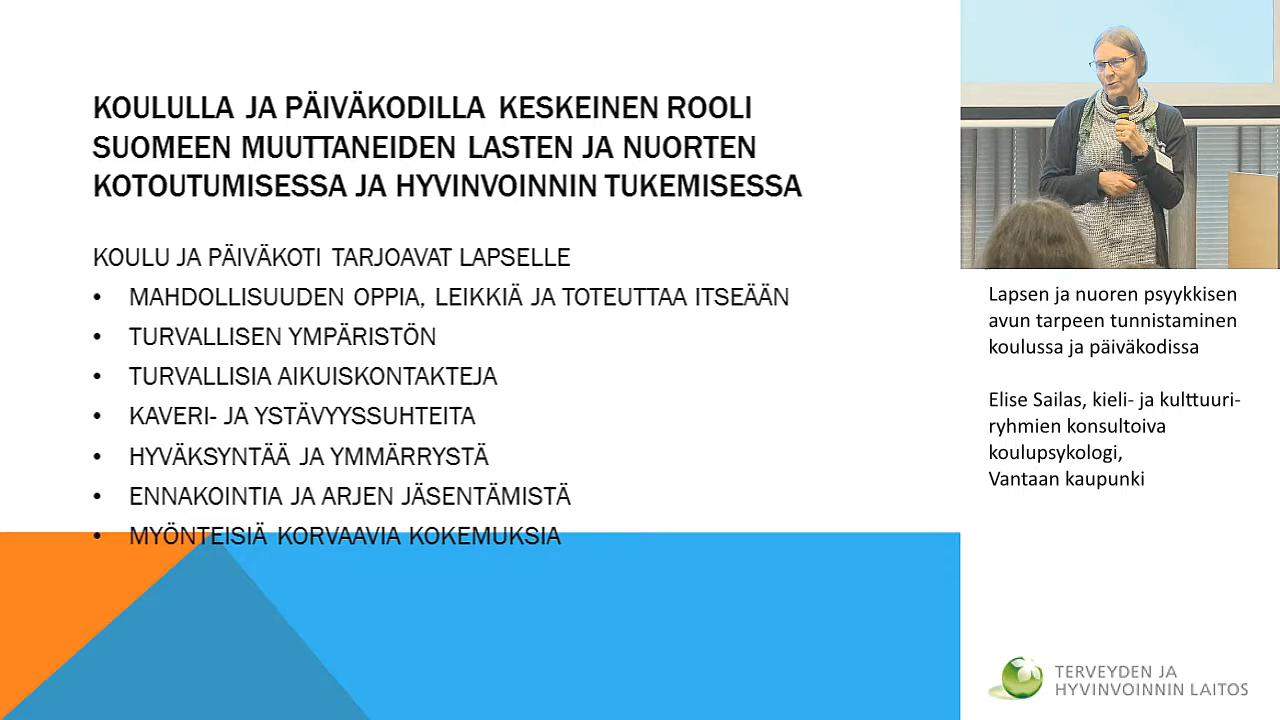 KOULULLA JA PÄIVÄKODILLA KESKEINEN ROOLI
SUOMEEN MUUTTANEIDEN LASTEN JA NUORTEN
KOTOUTUMISESSA JA HYVINVOINNIN TUKEMISESSA
KOULU JA PÄIVÄKOTI TARJOAVAT LAPSELLE
• MAHDOLLISUUDEN OPPIA, LEIKKIÄ JA TOTEUTTAA ITSEÄÄN
• TURVALLISEN YMPÄRISTÖN
• TURVALLISIA AIKUISKONTAKTEJA
• KAVERI- JA YSTÄVYYSSUHTEITA
• HYVÄKSYNTÄÄ JA YMMÄRRYSTÄ
• ENNAKOINTIA JA ARJEN JÄSENTÄMISTÄ
• MYÖNTEISIÄ KORVAAVIA KOKEMUKSIA
Lapsen ja nuoren psyykkisen
avun tarpeen tunnistaminen
koulussa ja päiväkodissa
Elise Sailas, kieli- ja kulttuuri-
ryhmien konsultoiva
koulupsykologi,
Vantaan kaupunki
TERVEYDEN JA
HYVINVOINNIN LAITOS